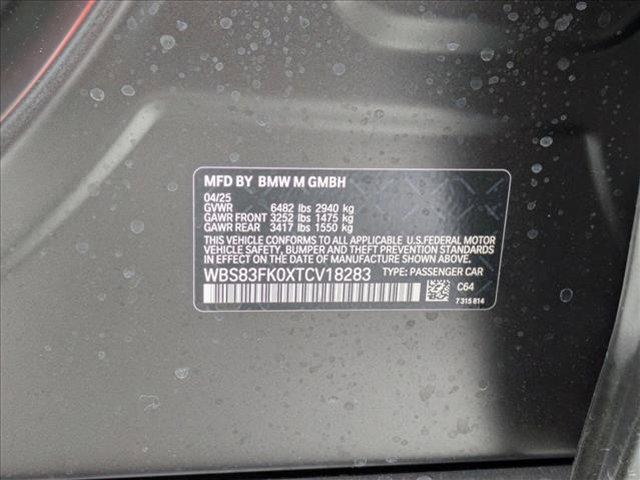 MFD BY BMW M GMBH
04/25
GVWR 6482 lbs 2940 kg
GAWR FRONT 3252 lbs 1475 kg
GAWR REAR 3417 lbs 1550 kg
THIS VEHICLE CONFORMS TO ALL APPLICABLE U.S.FEDERAL MOTOR
VEHICLE SAFETY, BUMPER AND THEFT PREVENTION STANDARDS
IN EFFECT ON THE DATE OF MANUFACTURE SHOWN ABOVE.
WBS83FK0XTCV18283 TYPE: PASSENGER CAR
C64
7 315 814